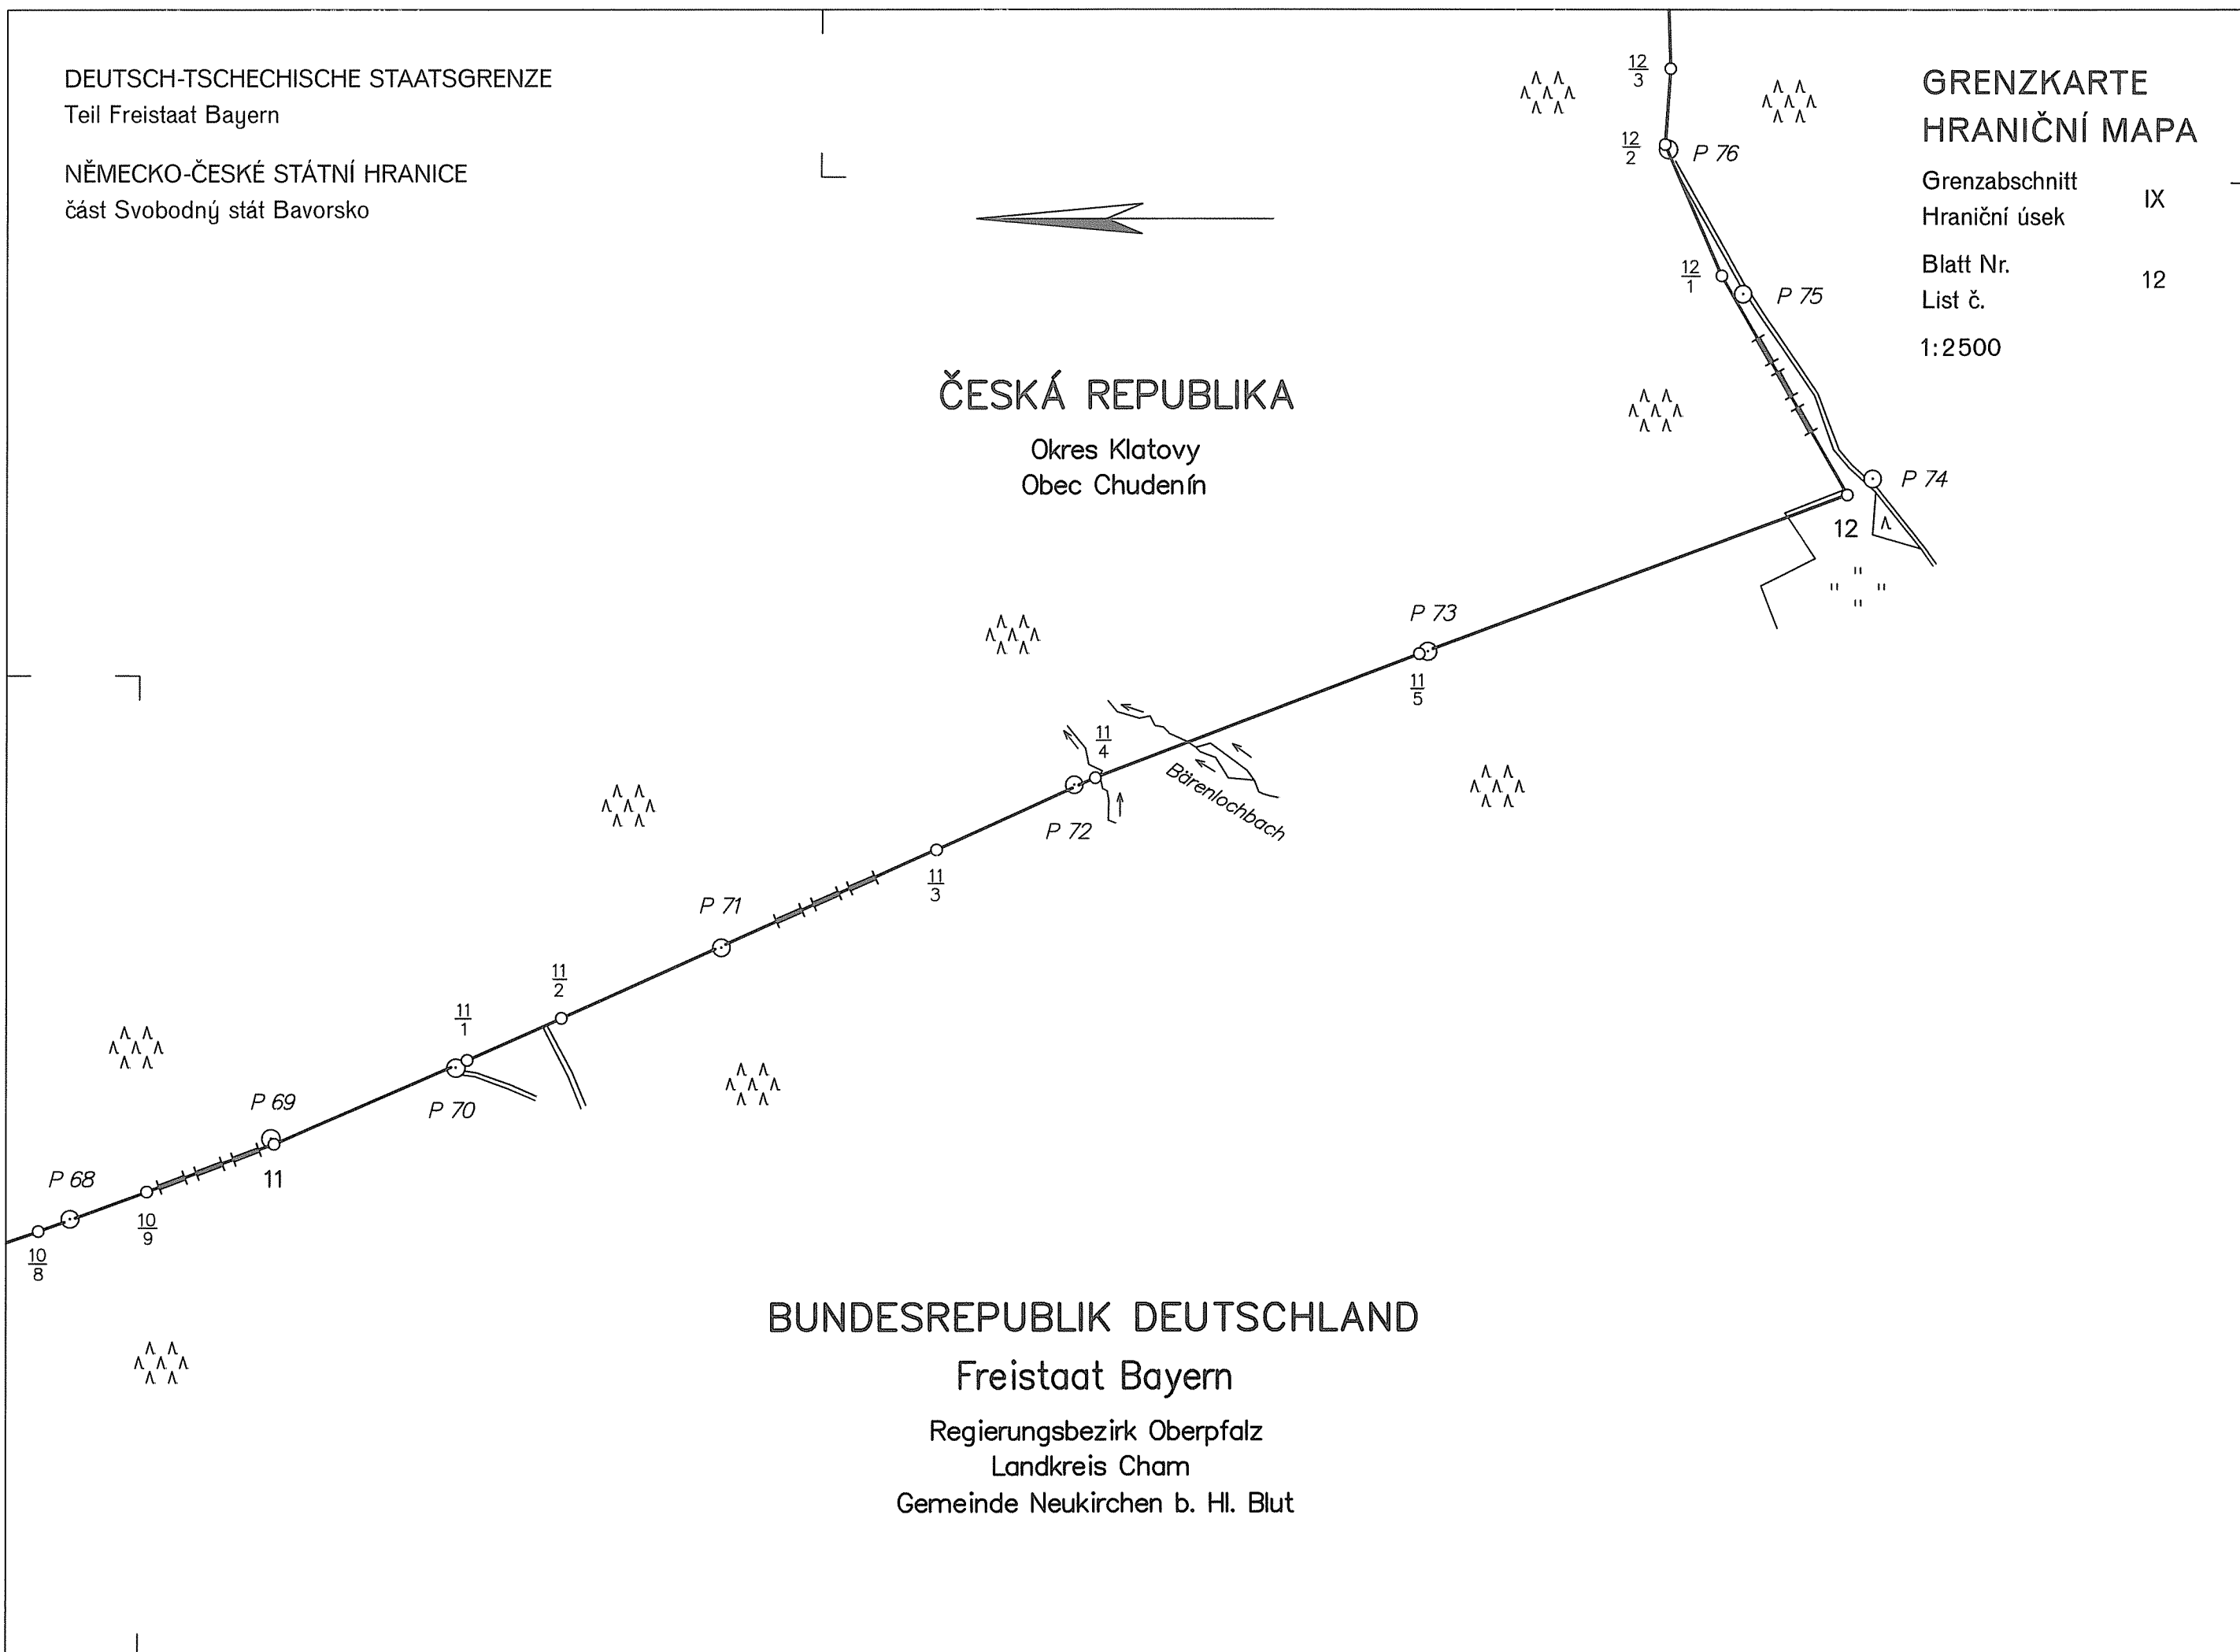 DEUTSCH-TSCHECHISCHE STAATSGRENZE
Teil Freistaat Bayern
NĚMECKO-ČESKÉ STÁTNÍ HRANICE
část Svobodný stát Bavorsko
GRENZKARTE
HRANIČNÍ MAPA
Grenzabschnitt
Hraniční úsek
IX
Blatt Nr.
List č.
12
1:2500
12/3
12/2
P 76
12/1
P 75
ČESKÁ REPUBLIKA
Okres Klatovy
Obec Chudenín
P 74
12
P 73
11/5
11/4
Bärenlochbach
P 72
11/3
P 71
11/2
11/1
P 70
P 69
11
P 68
10/9
10/8
BUNDESREPUBLIK DEUTSCHLAND
Freistaat Bayern
Regierungsbezirk Oberpfalz
Landkreis Cham
Gemeinde Neukirchen b. Hl. Blut